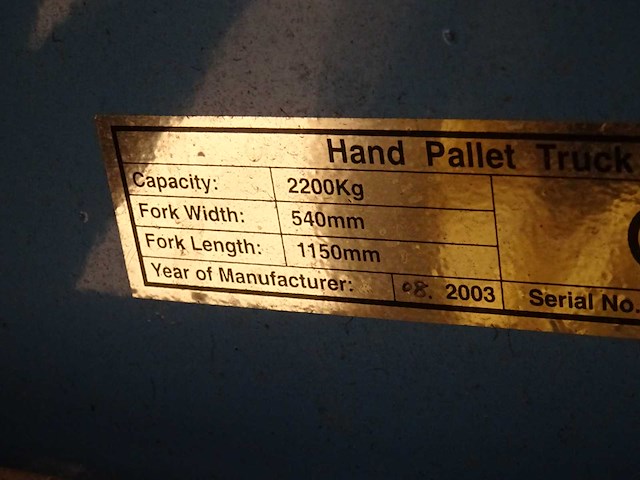 Hand Pallet Truck
Capacity: 2200Kg
Fork Width: 540mm
Fork Length: 1150mm
Year of Manufacturer: 08. 2003 Serial No.